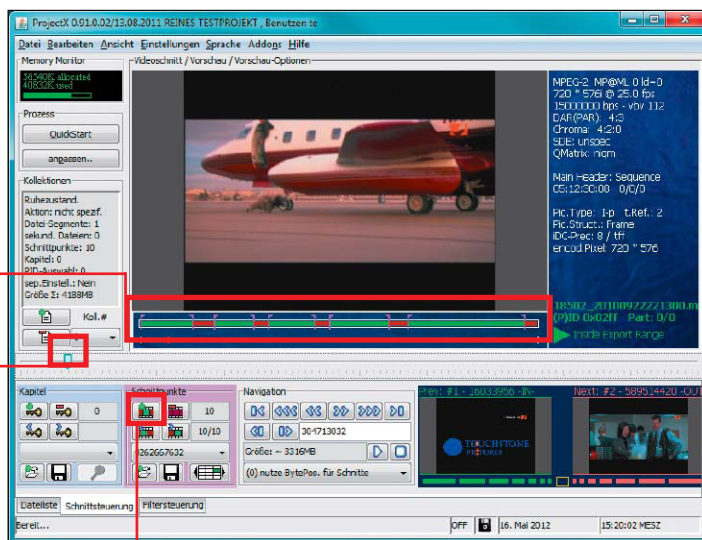 ProjectX 0.91.0.02/13.08.2011 REINES TESTPROJEKT , Benutzer: te
Datei Bearbeiten Ansicht Einstellungen Sprache Addons Hilfe
Memory Monitor
56540K allocated
40832K used
Prozess
QuickStart
anpassen..
Kollektionen
Ruhezustand.
Aktion: nicht spezif.
Datei-Segmente: 1
sekund. Dateien: 0
Schnittpunkte: 10
Kapitel: 0
PID-Auswahl: 0
sep.Einstell.: Nein
Größe Σ: 4188MB
Koll.#
Videoschnitt / Vorschau / Vorschau-Optionen
MPEG-2 MP@ML 0 ld=0
720 * 576i @ 25.0 fps
15000000 bps - vbv 112
DAR(PAR): 4:3
Chroma: 4:2:0
SDE: unspec
Main Header: Sequence
05:12:30:08 0/0/0
Pic.Type: I-p t.Ref.: 2
Pic.Struct.: Frame
iDC-Prec: 8 / tff
encod.Pixel: 720 * 576
18502_20100922221300.m
(P)ID 0x02FF Part: 0/0
Inside Export Range
Kapitel
0
Schnittpunkte
10
10/10
Navigation
304713032
Größe: ~ 3316MB
(0) nutze BytePos. für Schnitte
Prev: #1 - 16033956 -IN-
TOUCHSTONE
PICTURES
Next: #2 - 589514420 -OUT
Dateiliste Schnittsteuerung Filtersteuerung
Bereit...
OFF
16. Mai 2012
15:20:02 MESZ